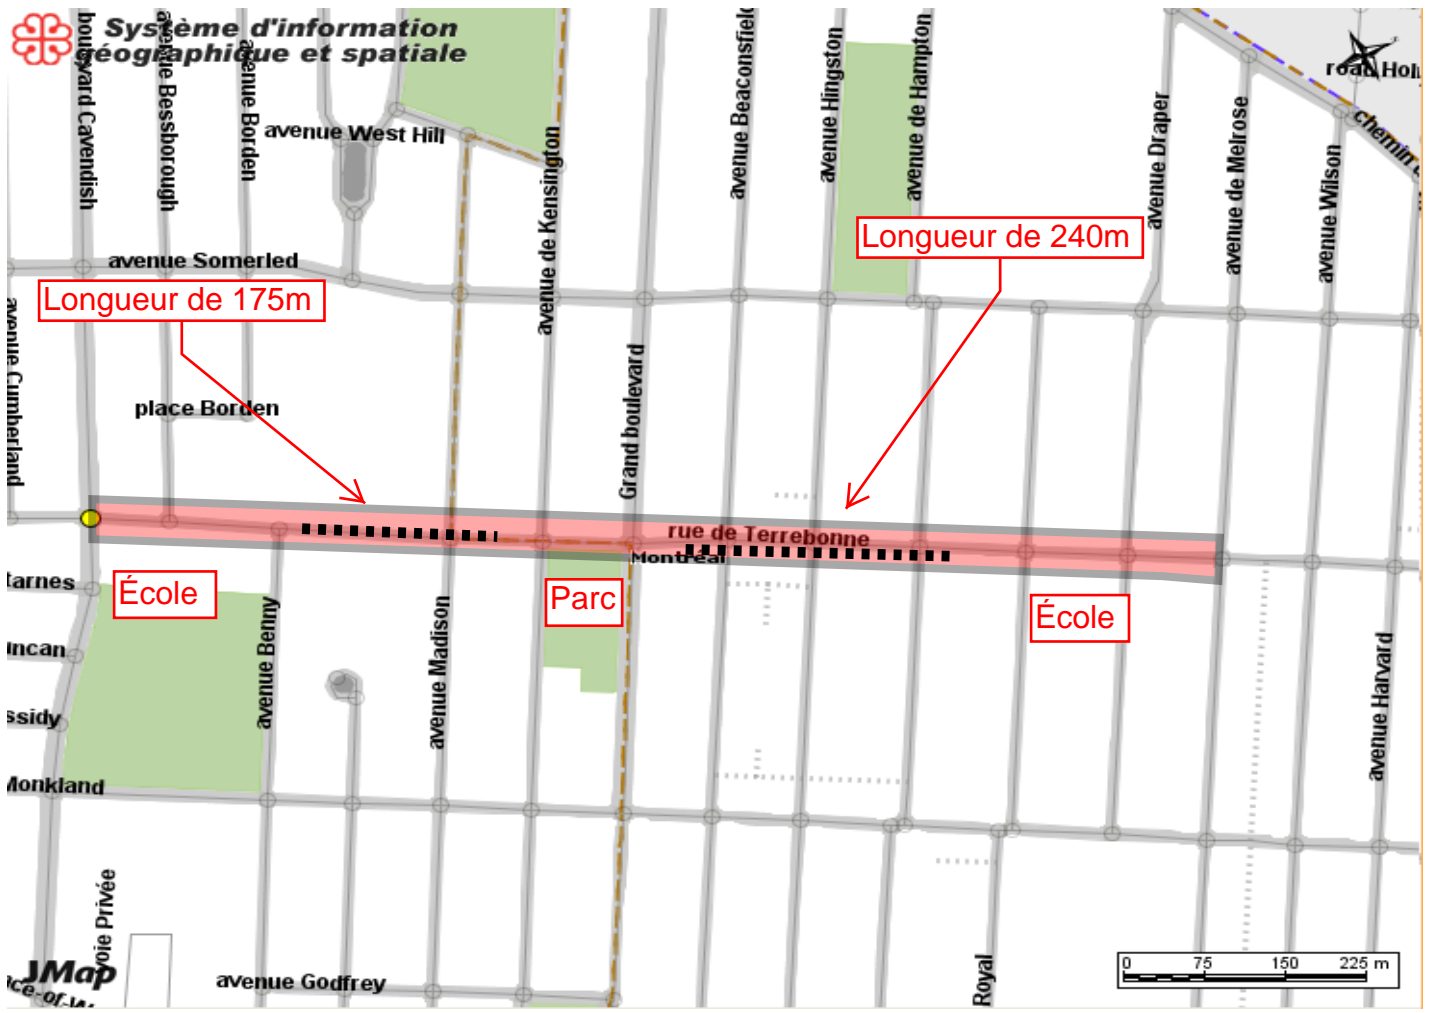 Système d'information
géographique et spatiale
boulevard Cavendish
avenue Bessborough
avenue Borden
avenue West Hill
avenue de Kensington
avenue Beaconsfield
avenue Hingston
avenue de Hampton
avenue Draper
avenue de Melrose
avenue Wilson
road Hol
chemin
avenue Somerled
Longueur de 240m
Longueur de 175m
avenue Cumberland
place Borden
Grand boulevard
rue de Terrebonne
Montréal
tarnes
École
Parc
École
avenue Benny
avenue Madison
avenue Harvard
ncan
ssidy
Monkland
voie Privée
JMap
ce-of-W
avenue Godfrey
Royal
0 75 150 225 m